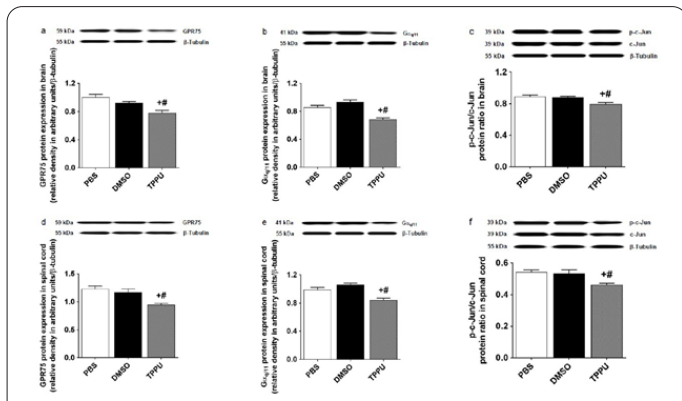 a
59 kDa GPR75
55 kDa β-Tubulin
GPR75 protein expression in brain
(relative density in arbitrary units/β-tubulin)
1.2
0.8
0.4
0.0
+#
PBS
DMSO
TPPU
b
41 kDa Gαq/11
55 kDa β-Tubulin
Gαq/11 protein expression in brain
(relative density in arbitrary units/β-tubulin)
1.2
0.8
0.4
0.0
+#
PBS
DMSO
TPPU
c
39 kDa p-c-Jun
39 kDa c-Jun
55 kDa β-Tubulin
p-c-Jun/c-Jun
protein ratio in brain
1.2
0.8
0.4
0.0
+#
PBS
DMSO
TPPU
d
59 kDa GPR75
55 kDa β-Tubulin
GPR75 protein expression in spinal cord
(relative density in arbitrary units/β-tubulin)
1.5
1.0
0.5
0.0
+#
PBS
DMSO
TPPU
e
41 kDa Gαq/11
55 kDa β-Tubulin
Gαq/11 protein expression in spinal cord
(relative density in arbitrary units/β-tubulin)
1.2
0.8
0.4
0.0
+#
PBS
DMSO
TPPU
f
39 kDa p-c-Jun
39 kDa c-Jun
55 kDa β-Tubulin
p-c-Jun/c-Jun
protein ratio in spinal cord
0.6
0.4
0.2
0.0
+#
PBS
DMSO
TPPU